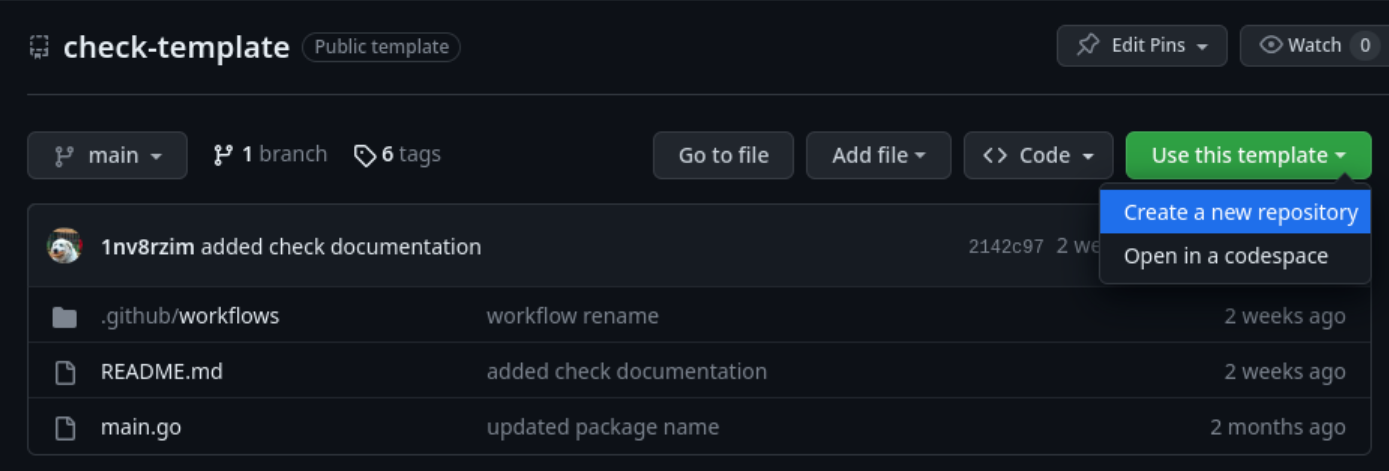 check-template Public template Edit Pins Watch 0
main 1 branch 6 tags Go to file Add file Code Use this template
Create a new repository
Open in a codespace
1nv8rzim added check documentation 2142c97 2 we
.github/workflows workflow rename 2 weeks ago
README.md added check documentation 2 weeks ago
main.go updated package name 2 months ago